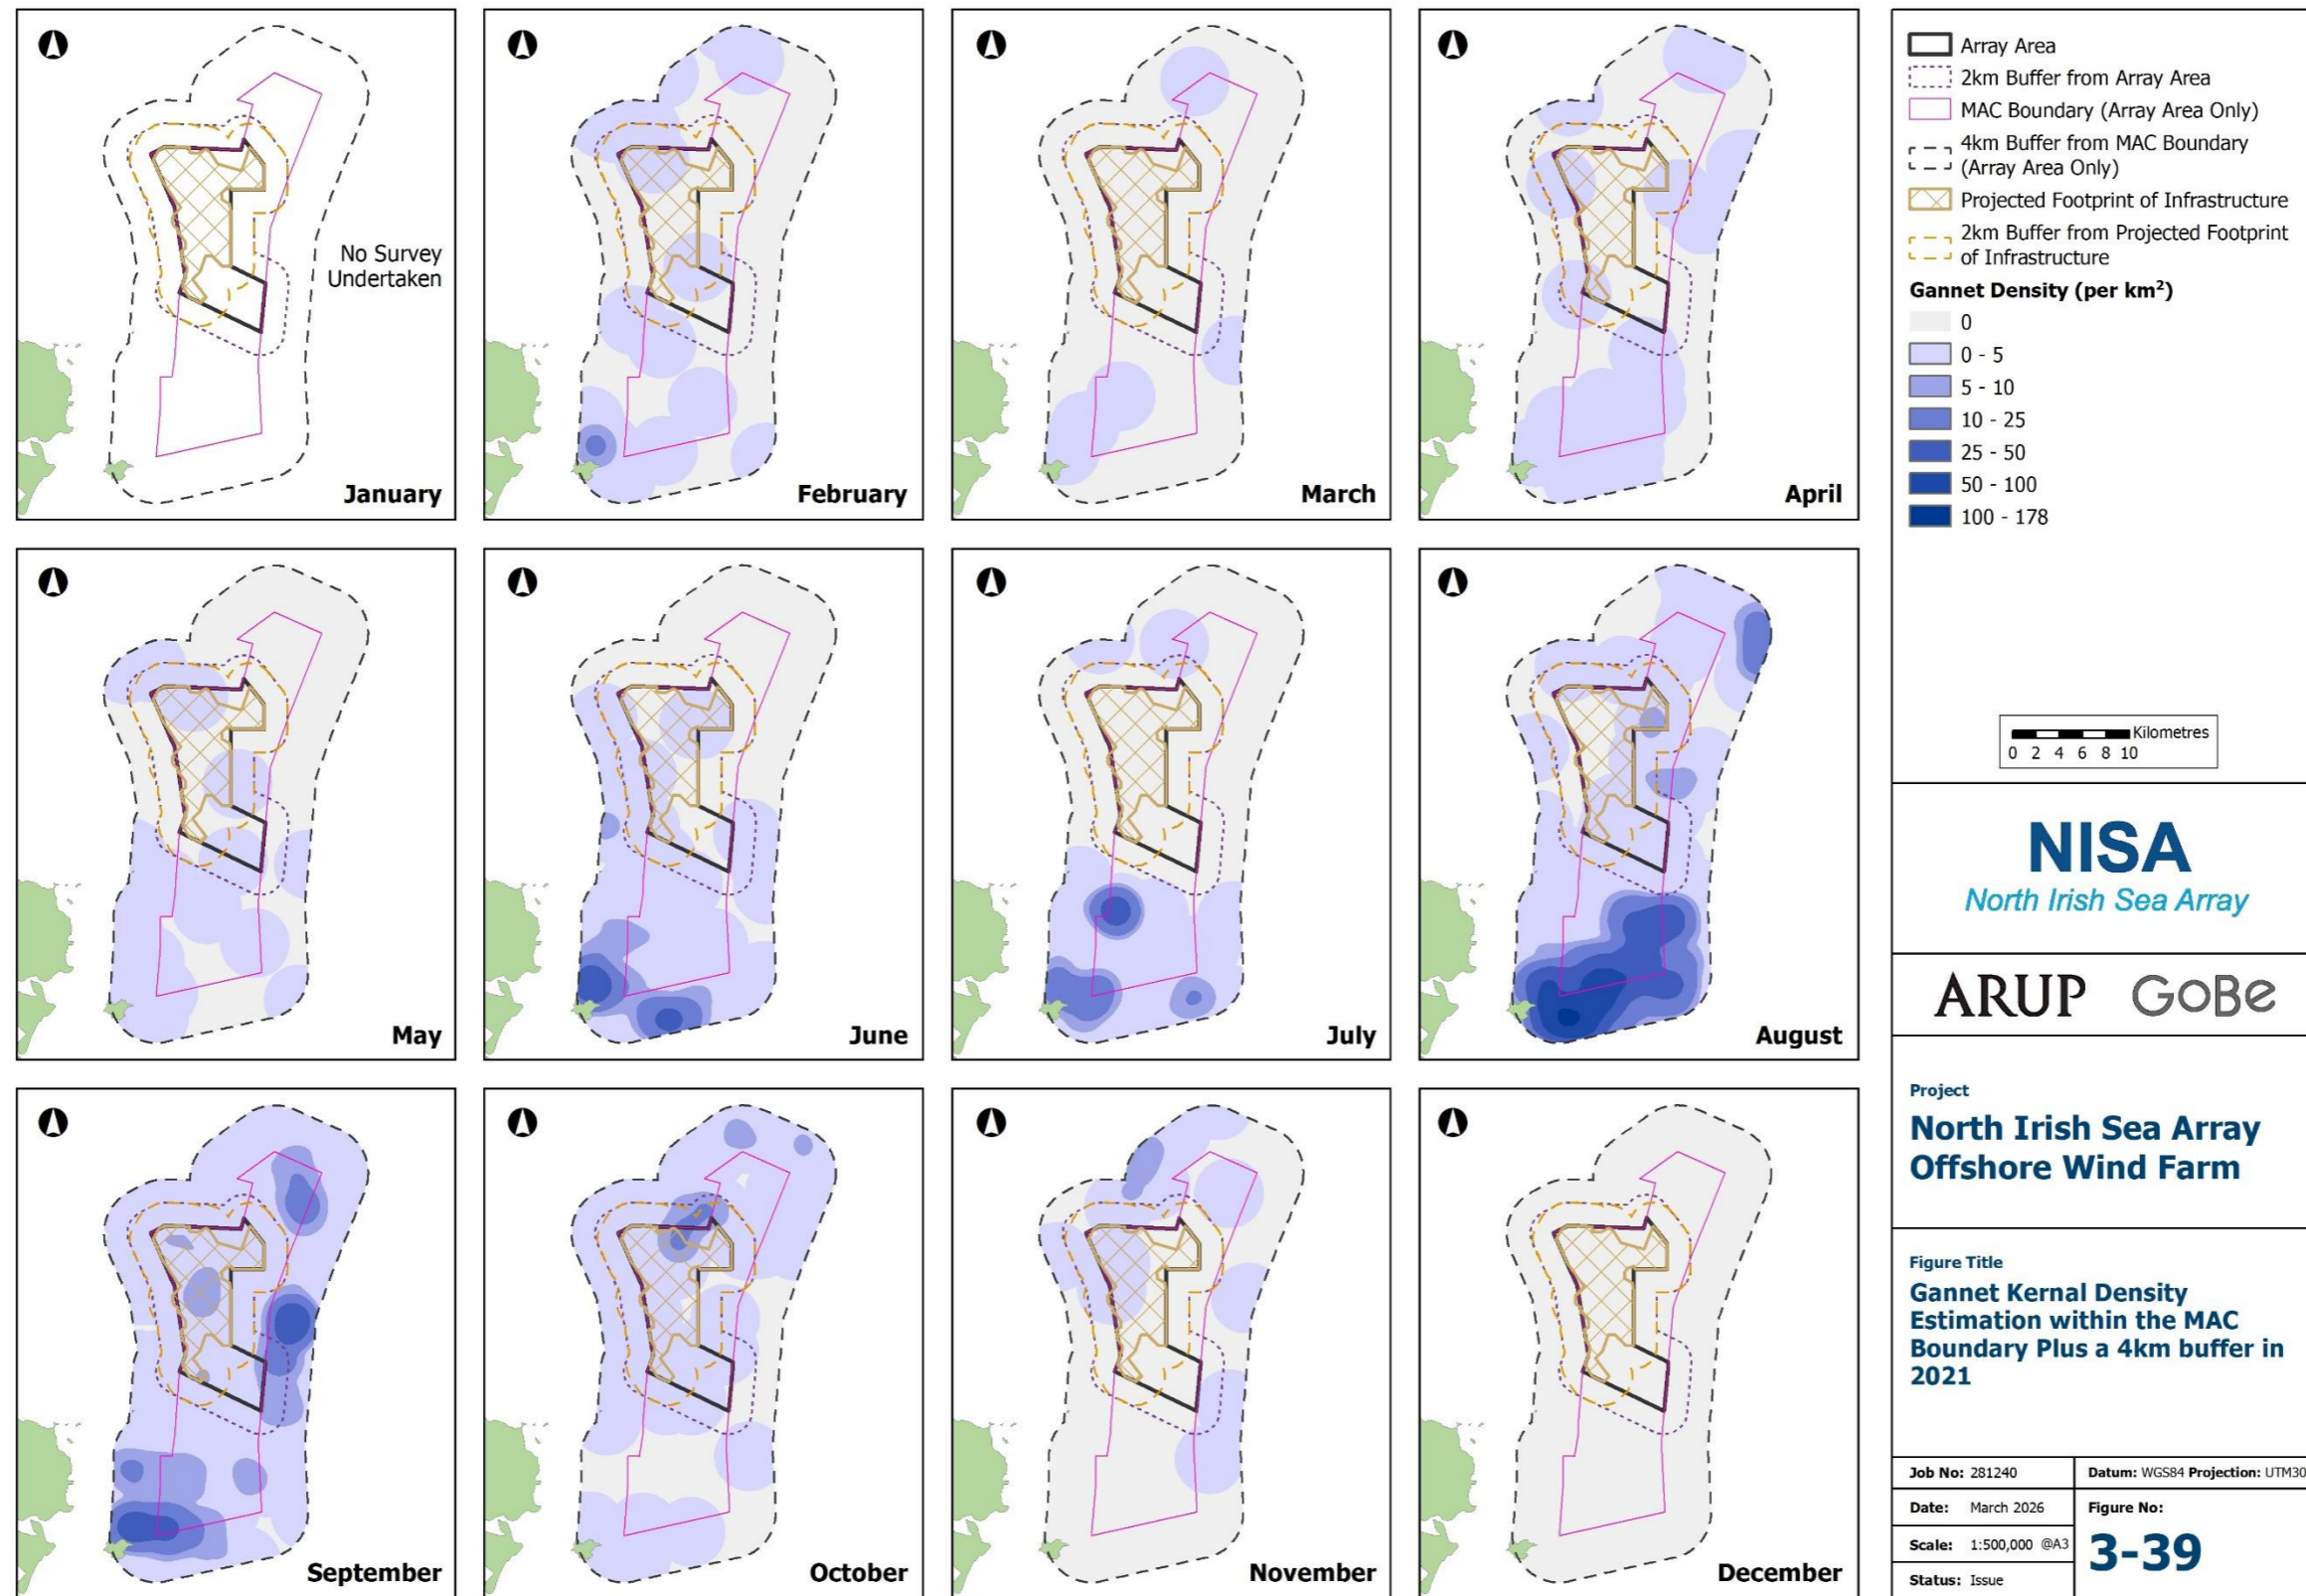 No Survey
Undertaken
January
February
March
April
May
June
July
August
September
October
November
December
Array Area
2km Buffer from Array Area
MAC Boundary (Array Area Only)
4km Buffer from MAC Boundary
(Array Area Only)
Projected Footprint of Infrastructure
2km Buffer from Projected Footprint
of Infrastructure
Gannet Density (per km²)
0
0 - 5
5 - 10
10 - 25
25 - 50
50 - 100
100 - 178
Kilometres
0 2 4 6 8 10
NISA
North Irish Sea Array
ARUP GoBe
Project
North Irish Sea Array
Offshore Wind Farm
Figure Title
Gannet Kernal Density
Estimation within the MAC
Boundary Plus a 4km buffer in
2021
Job No: 281240
Datum: WGS84 Projection: UTM30
Date: March 2026
Figure No:
Scale: 1:500,000 @A3
3-39
Status: Issue